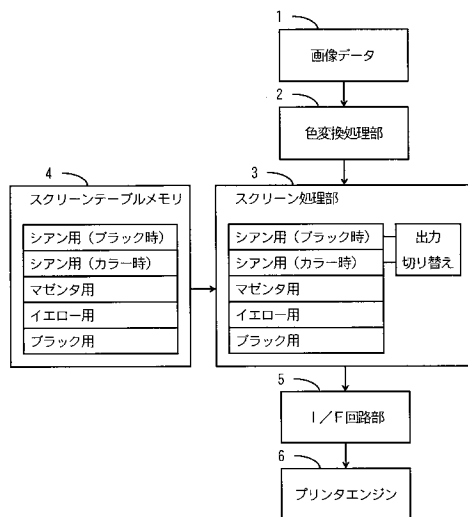 1
画像データ
2
色変換処理部
4
スクリーンテーブルメモリ
シアン用（ブラック時）
シアン用（カラー時）
マゼンタ用
イエロー用
ブラック用
3
スクリーン処理部
シアン用（ブラック時）
シアン用（カラー時）
マゼンタ用
イエロー用
ブラック用
出力
切り替え
5
I／F回路部
6
プリンタエンジン